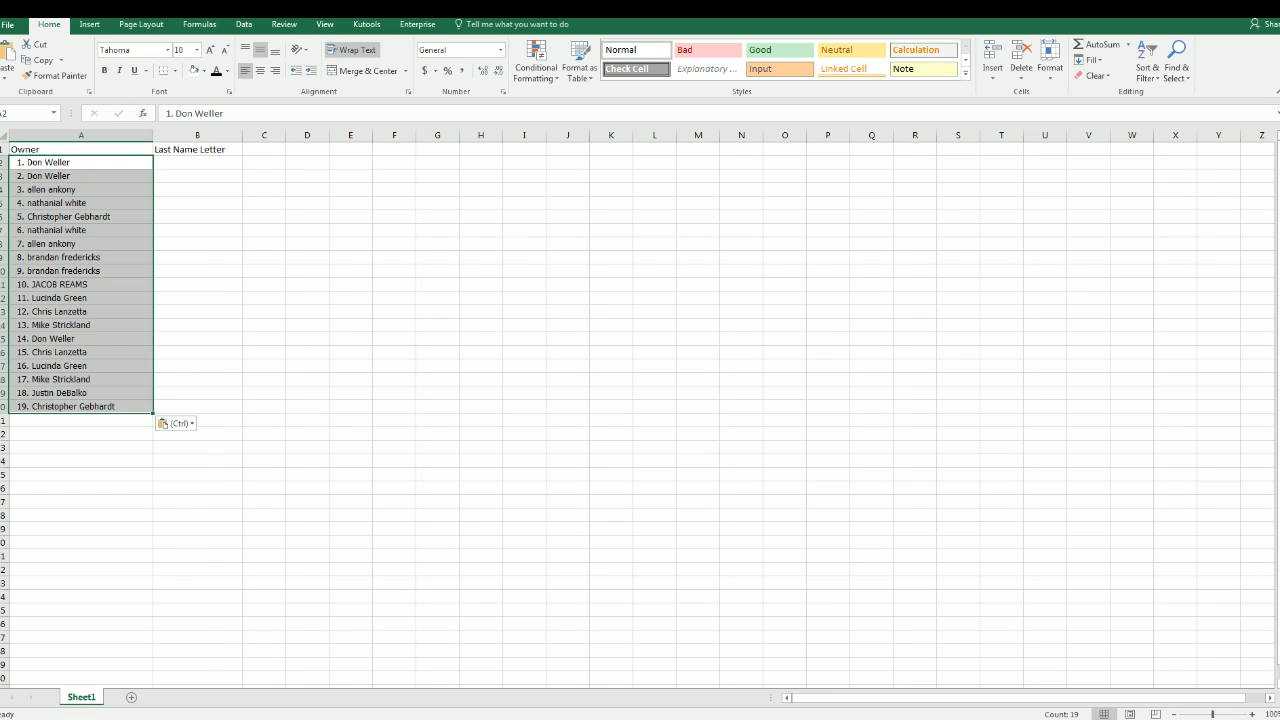 File Home Insert Page Layout Formulas Data Review View Kutools Enterprise Tell me what you want to do
Cut
Copy
Format Painter
Clipboard
Tahoma 10
B I U A
Font
Wrap Text
Merge & Center
Alignment
General
$ % ,
Number
Conditional Formatting
Format as Table
Normal Bad Good Neutral Calculation
Check Cell Explanatory ... Input Linked Cell Note
Styles
Insert Delete Format
Cells
AutoSum
Fill
Clear
Sort & Filter
Find & Select
Editing
fx 1. Don Weller
A B C D E F G H I J K L M N O P Q R S T U V W X Y Z
Owner Last Name Letter
1. Don Weller
2. Don Weller
3. allen ankony
4. nathanial white
5. Christopher Gebhardt
6. nathanial white
7. allen ankony
8. brandan fredericks
9. brandan fredericks
10. JACOB REAMS
11. Lucinda Green
12. Chris Lanzetta
13. Mike Strickland
14. Don Weller
15. Chris Lanzetta
16. Lucinda Green
17. Mike Strickland
18. Justin DeBalko
19. Christopher Gebhardt
(Ctrl)
Sheet1
Count: 19